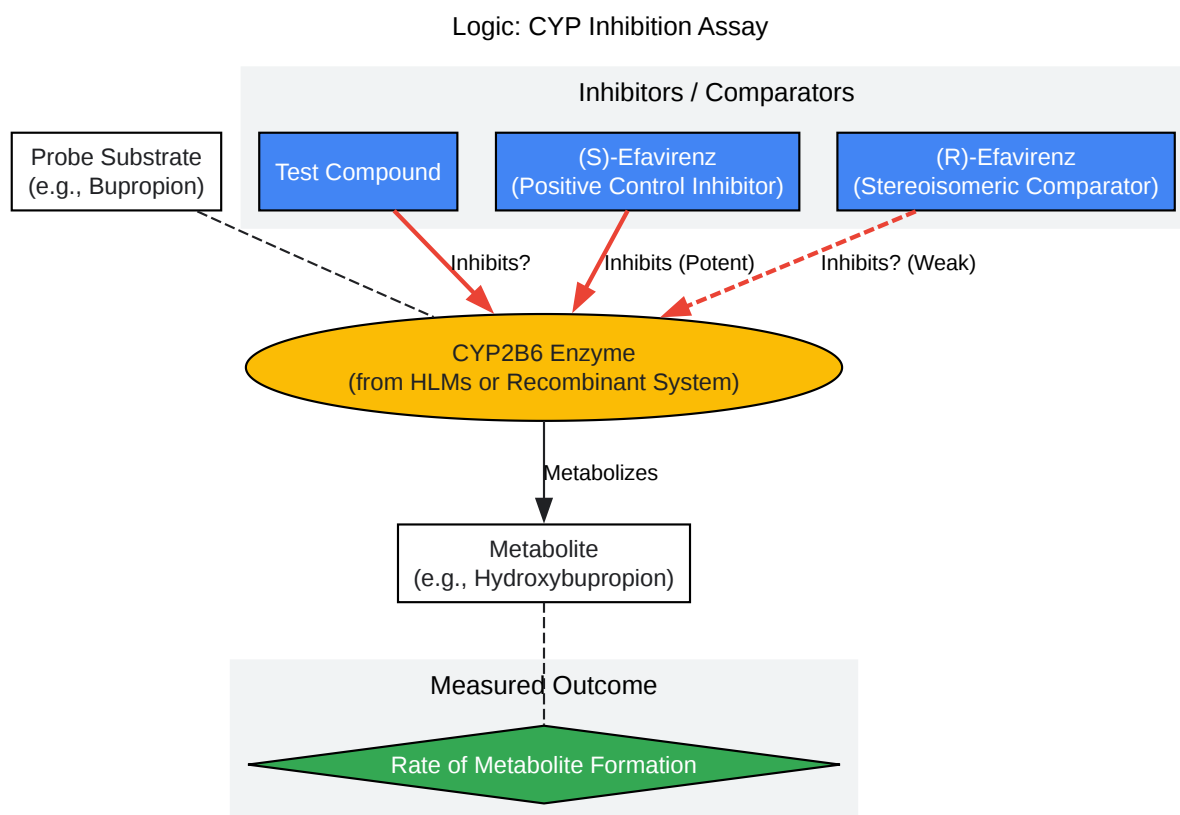 Logic: CYP Inhibition Assay
Inhibitors / Comparators
Probe Substrate
(e.g., Bupropion)
Test Compound
(S)-Efavirenz
(Positive Control Inhibitor)
(R)-Efavirenz
(Stereoisomeric Comparator)
Inhibits?
Inhibits (Potent)
Inhibits? (Weak)
CYP2B6 Enzyme
(from HLMs or Recombinant System)
Metabolizes
Metabolite
(e.g., Hydroxybupropion)
Measured Outcome
Rate of Metabolite Formation